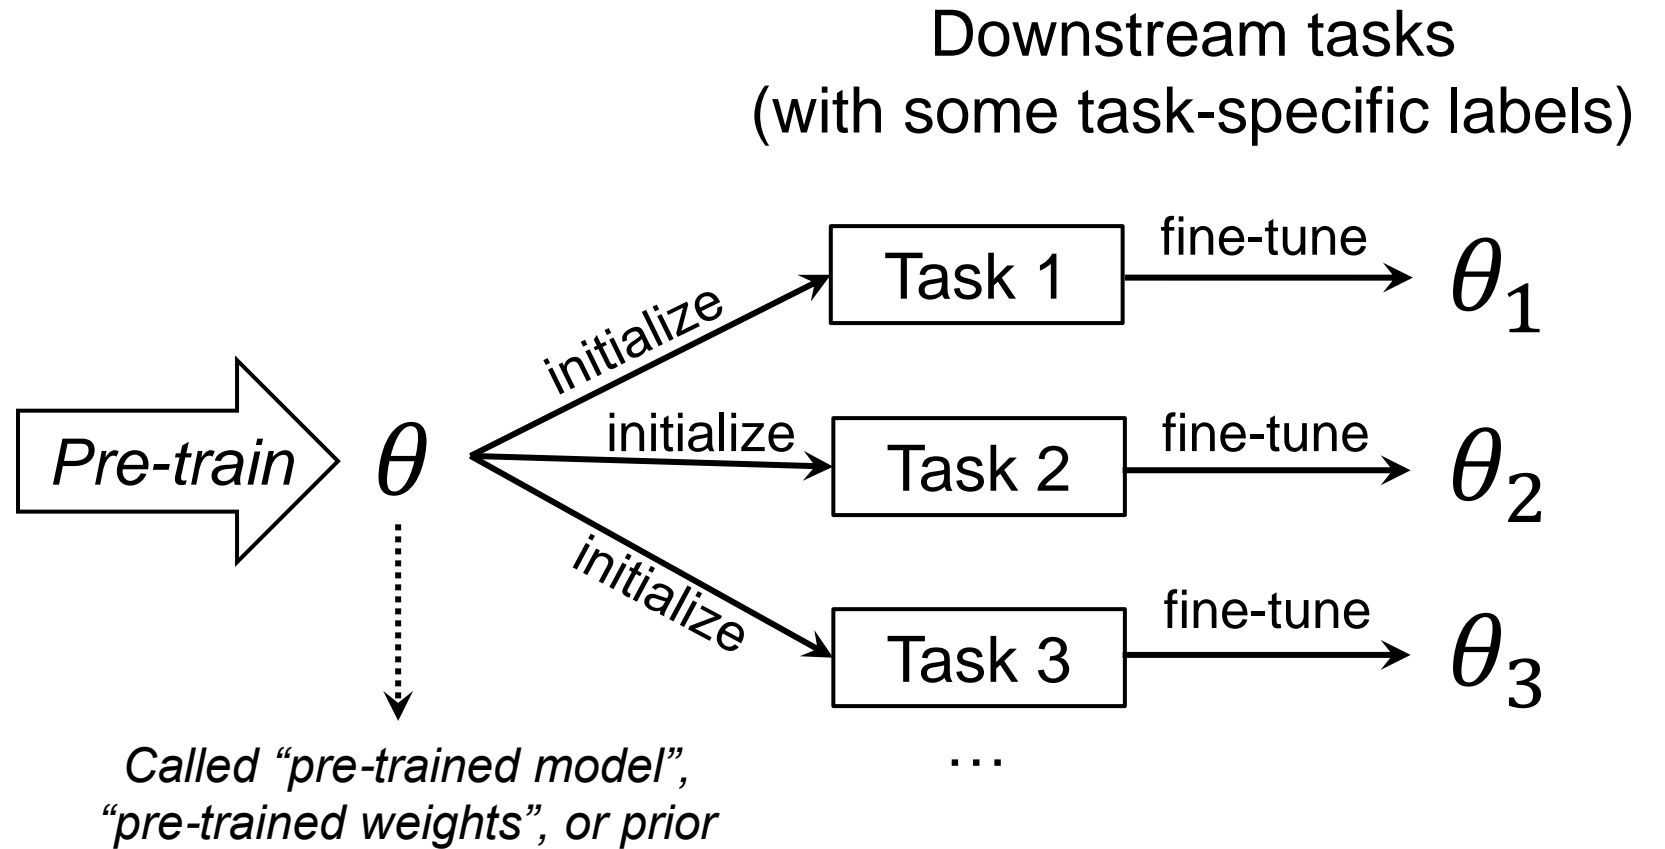 Downstream tasks
(with some task-specific labels)
Pre-train
θ
initialize
Task 1
fine-tune
θ₁
initialize
Task 2
fine-tune
θ₂
initialize
Task 3
fine-tune
θ₃
…
Called “pre-trained model”,
“pre-trained weights”, or prior